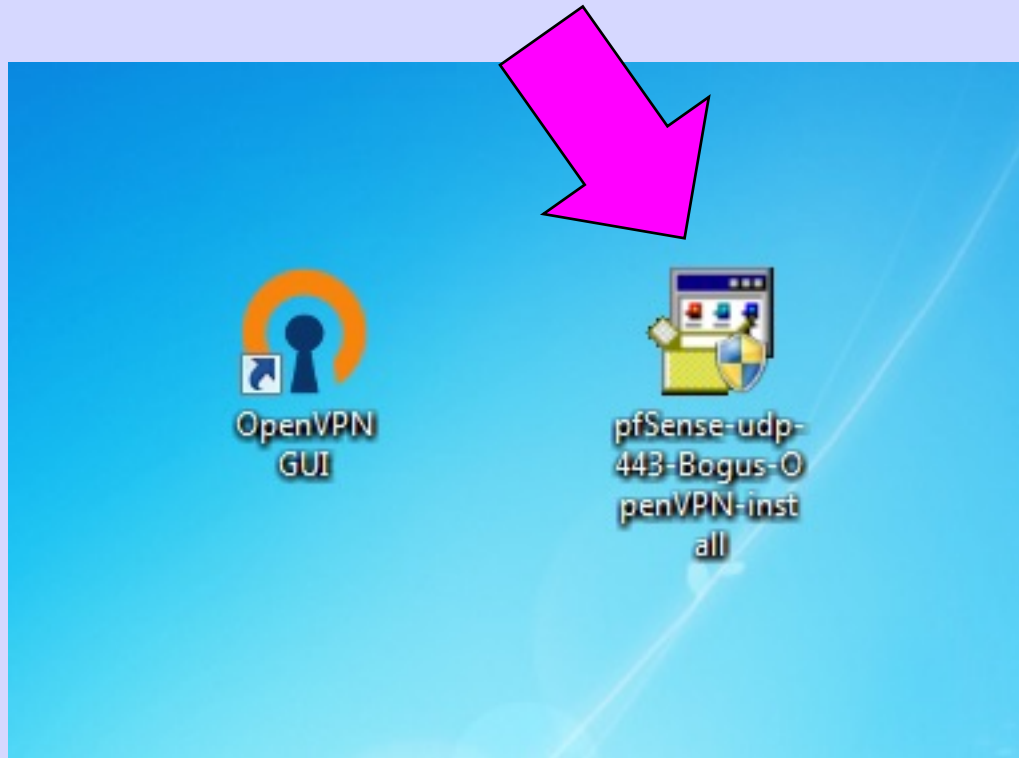 OpenVPN
GUI
pfSense-udp-
443-Bogus-O
penVPN-inst
all